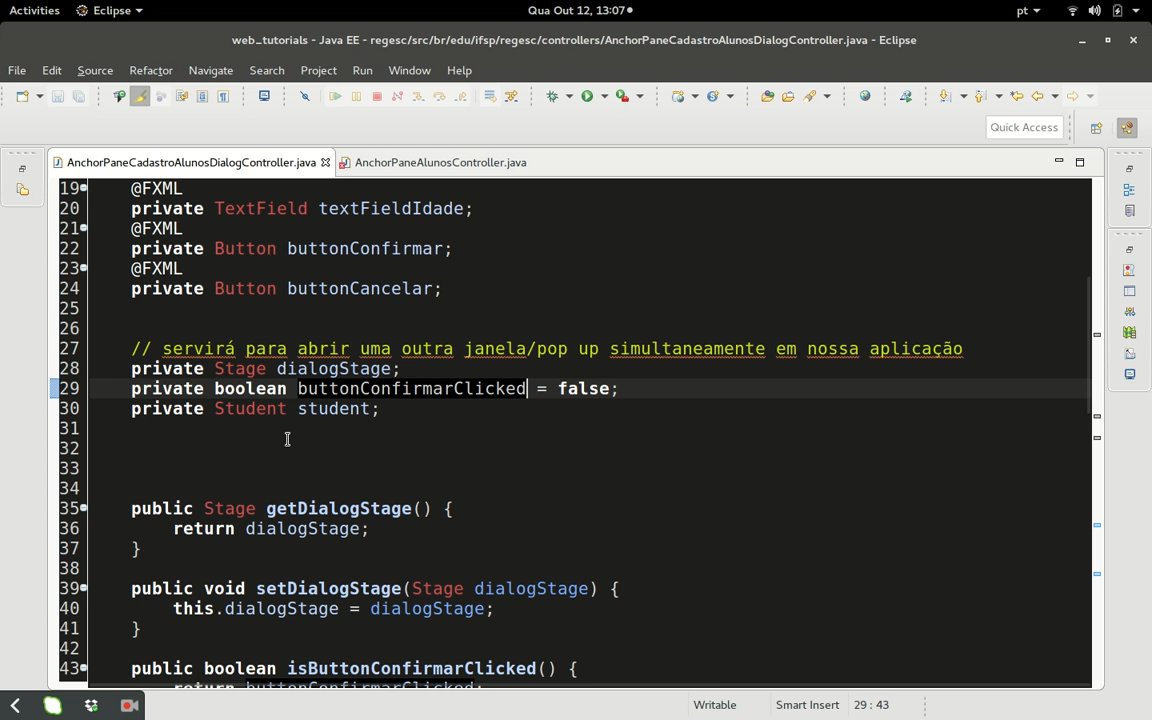 Activities Eclipse Qua Out 12, 13:07 pt
web_tutorials - Java EE - regesc/src/br/edu/ifsp/regesc/controllers/AnchorPaneCadastroAlunosDialogController.java - Eclipse
File Edit Source Refactor Navigate Search Project Run Window Help
Quick Access
AnchorPaneCadastroAlunosDialogController.java AnchorPaneAlunosController.java
19 @FXML
20 private TextField textFieldIdade;
21 @FXML
22 private Button buttonConfirmar;
23 @FXML
24 private Button buttonCancelar;
25
26
27 // servirá para abrir uma outra janela/pop up simultaneamente em nossa aplicação
28 private Stage dialogStage;
29 private boolean buttonConfirmarClicked = false;
30 private Student student;
31
32
33
34
35 public Stage getDialogStage() {
36 return dialogStage;
37 }
38
39 public void setDialogStage(Stage dialogStage) {
40 this.dialogStage = dialogStage;
41 }
42
43 public boolean isButtonConfirmarClicked() {
return buttonConfirmarClicked;
Writable Smart Insert 29 : 43